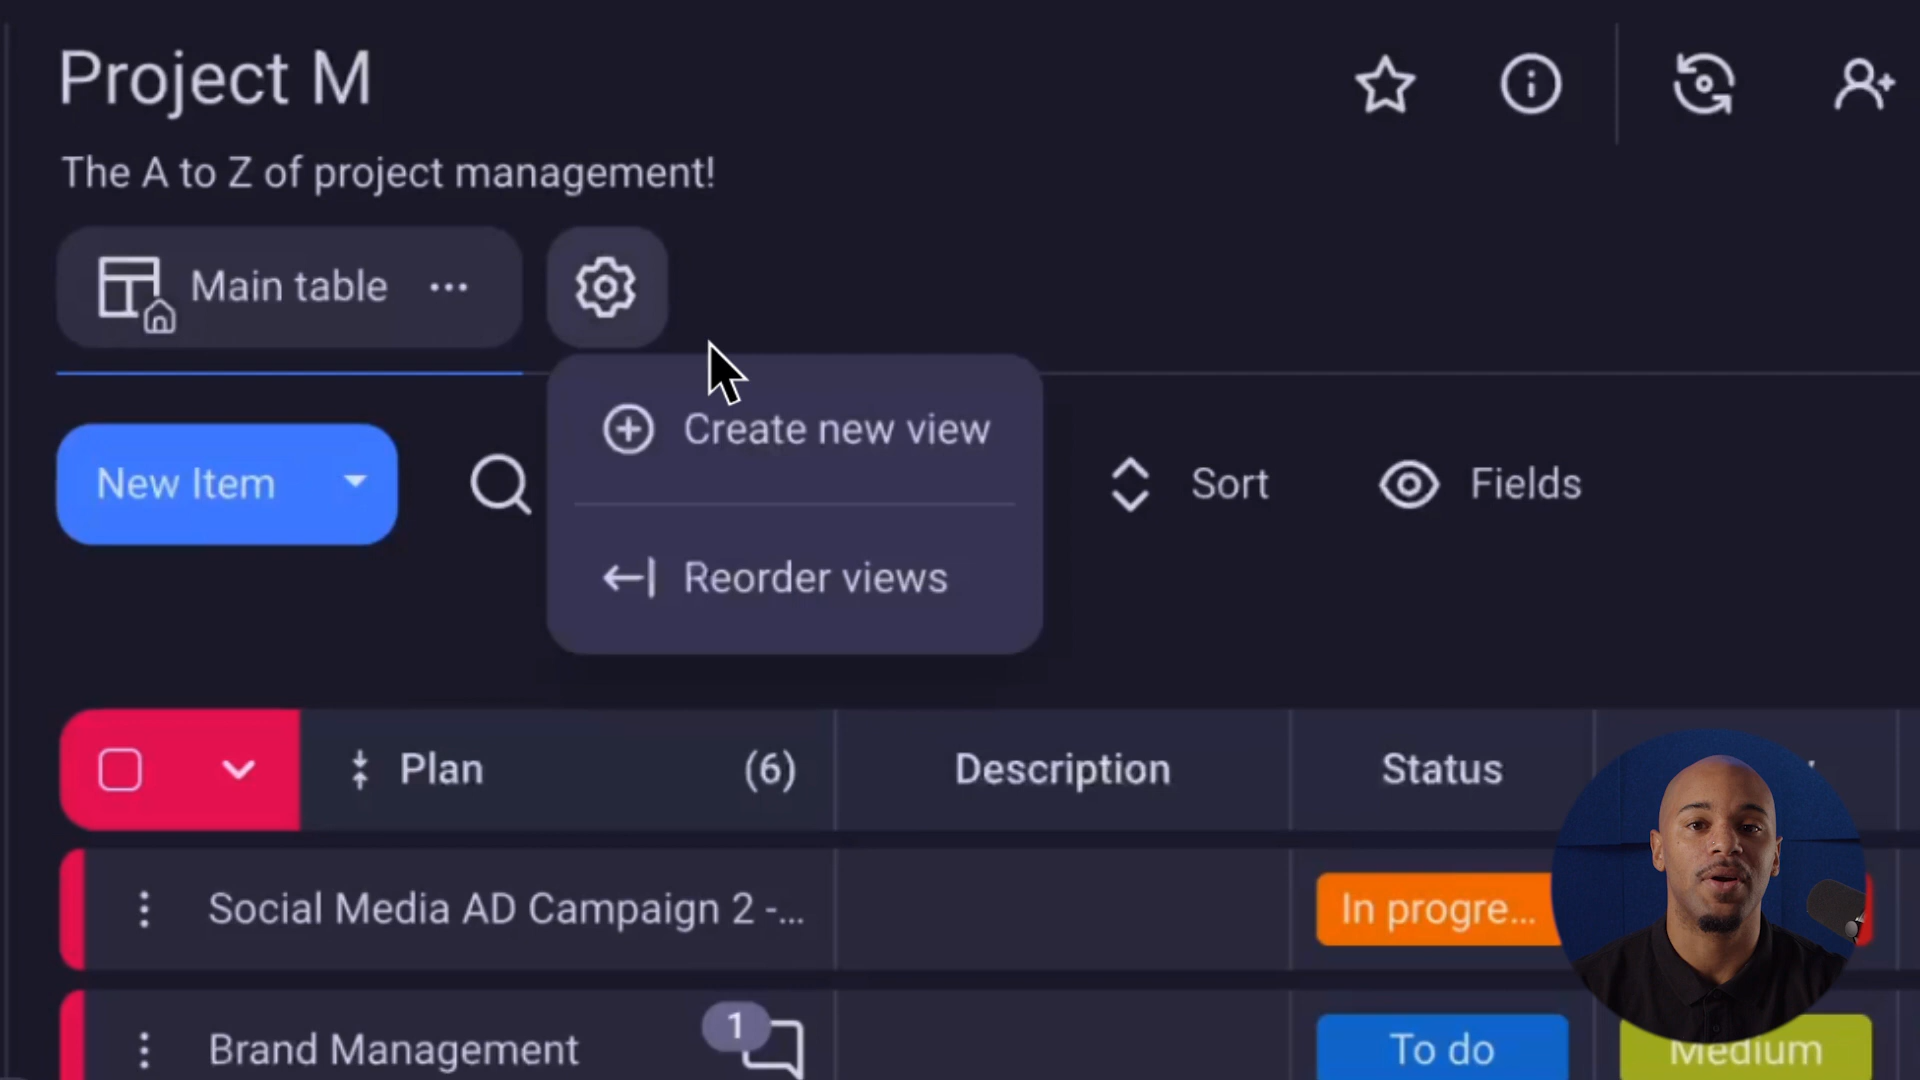 Project M
The A to Z of project management!
Main table ...
Create new view
New Item
Sort
Fields
Reorder views
Plan (6)
Description
Status
Social Media AD Campaign 2 -...
In progre...
Brand Management
1
To do
Medium